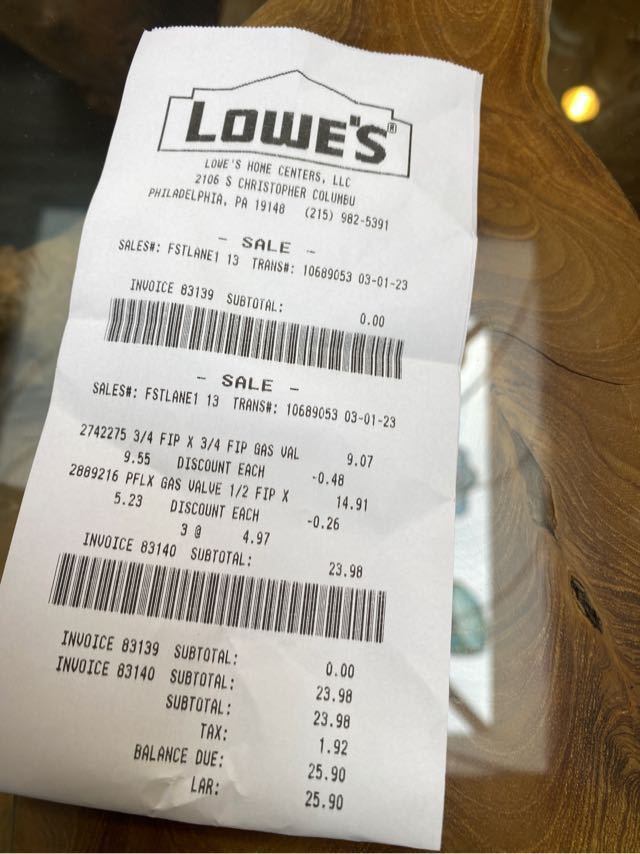 LOWE'S®
LOWE'S HOME CENTERS, LLC
2106 S CHRISTOPHER COLUMBU
PHILADELPHIA, PA 19148 (215) 982-5391
- SALE -
SALES#: FSTLANE1 13 TRANS#: 10689053 03-01-23
INVOICE 83139 SUBTOTAL: 0.00
- SALE -
SALES#: FSTLANE1 13 TRANS#: 10689053 03-01-23
2742275 3/4 FIP X 3/4 FIP GAS VAL 9.07
9.55 DISCOUNT EACH -0.48
2889216 PFLX GAS VALVE 1/2 FIP X 14.91
5.23 DISCOUNT EACH -0.26
3 @ 4.97
INVOICE 83140 SUBTOTAL: 23.98
INVOICE 83139 SUBTOTAL: 0.00
INVOICE 83140 SUBTOTAL: 23.98
SUBTOTAL: 23.98
TAX: 1.92
BALANCE DUE: 25.90
LAR: 25.90